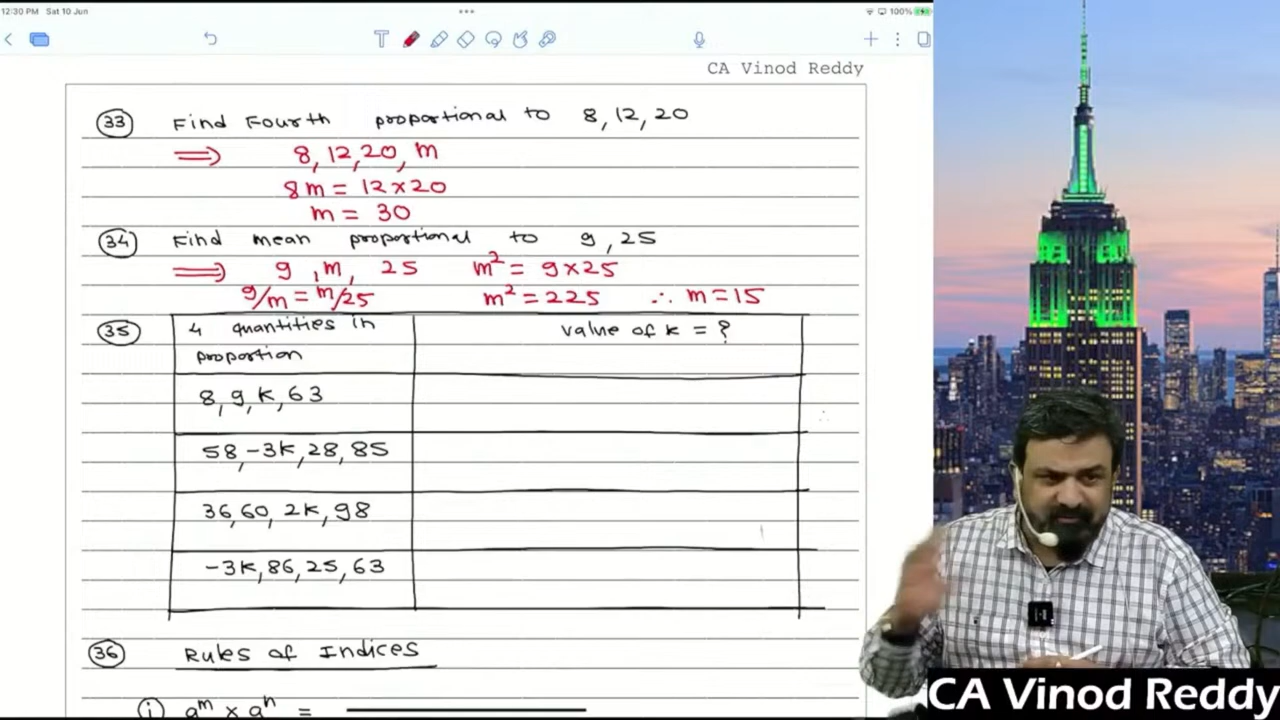 12:30 PM Sat 10 Jun
100%
CA Vinod Reddy
33 Find Fourth proportional to 8, 12, 20
⇒ 8, 12, 20, m
8m = 12 × 20
m = 30
34 Find mean proportional to 9, 25
⇒ 9, m, 25 m² = 9×25
9/m = m/25 m² = 225 ∴ m = 15
35 4 quantities in value of k = ?
proportion
8, 9, k, 63
58, -3k, 28, 85
36, 60, 2k, 98
-3k, 86, 25, 63
36 Rules of Indices
i aᵐ × aⁿ =
CA Vinod Reddy